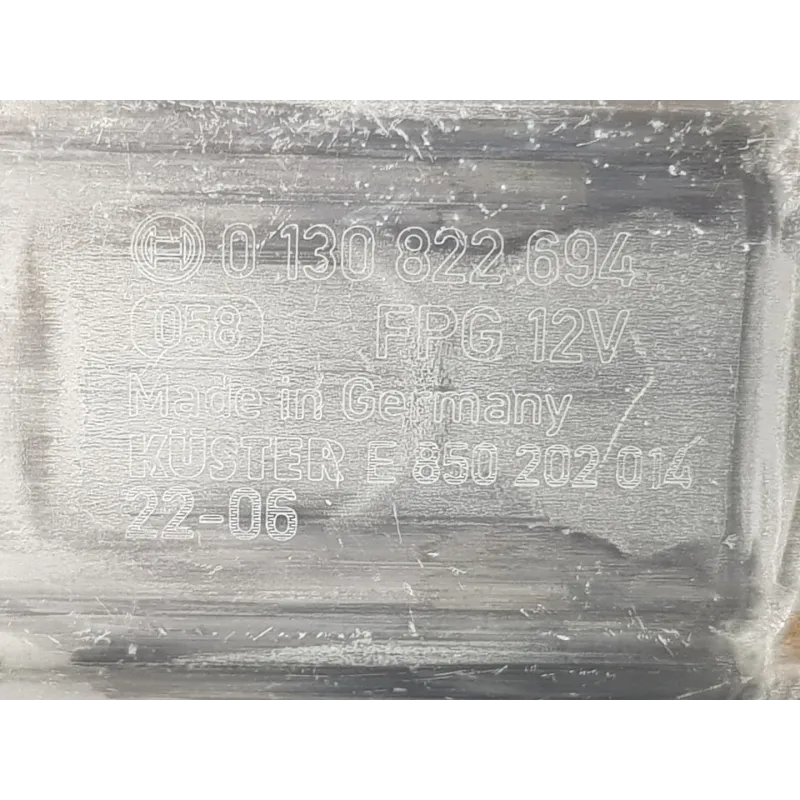 0 130 822 694
058 FPG 12V
Made in Germany
KÜSTER E 850 202 014
22-06